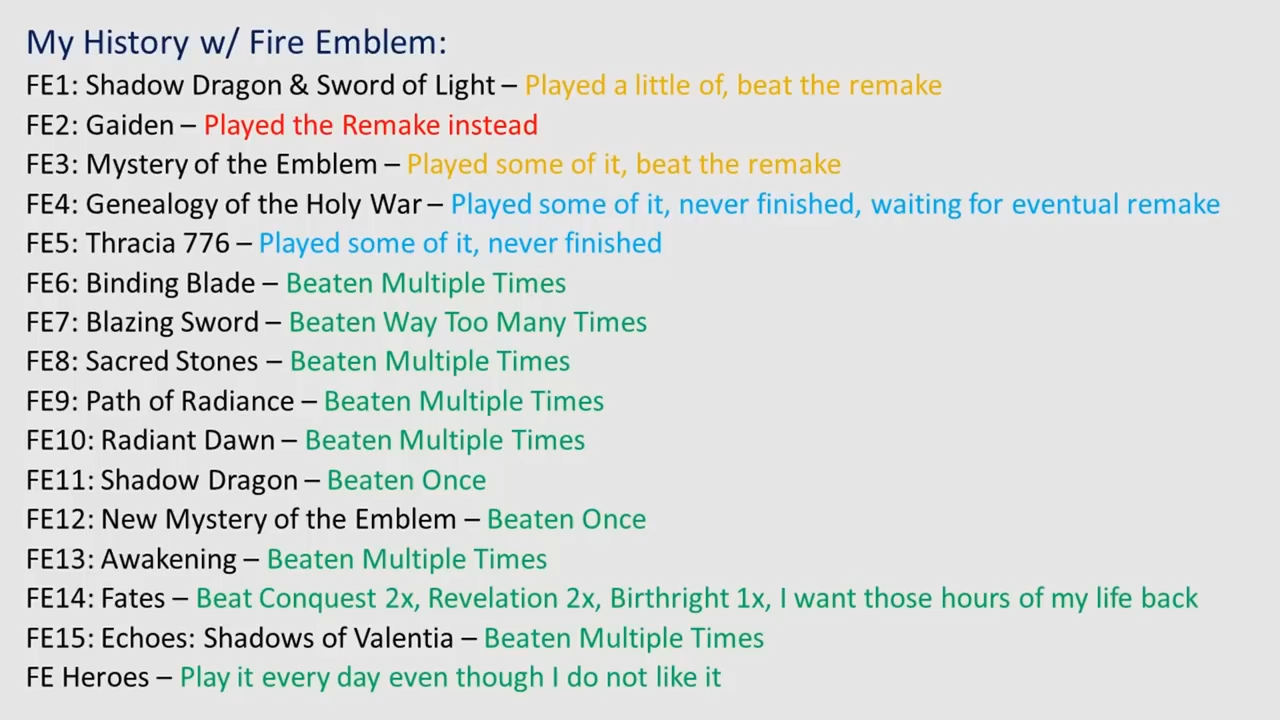 My History w/ Fire Emblem:
FE1: Shadow Dragon & Sword of Light – Played a little of, beat the remake
FE2: Gaiden – Played the Remake instead
FE3: Mystery of the Emblem – Played some of it, beat the remake
FE4: Genealogy of the Holy War – Played some of it, never finished, waiting for eventual remake
FE5: Thracia 776 – Played some of it, never finished
FE6: Binding Blade – Beaten Multiple Times
FE7: Blazing Sword – Beaten Way Too Many Times
FE8: Sacred Stones – Beaten Multiple Times
FE9: Path of Radiance – Beaten Multiple Times
FE10: Radiant Dawn – Beaten Multiple Times
FE11: Shadow Dragon – Beaten Once
FE12: New Mystery of the Emblem – Beaten Once
FE13: Awakening – Beaten Multiple Times
FE14: Fates – Beat Conquest 2x, Revelation 2x, Birthright 1x, I want those hours of my life back
FE15: Echoes: Shadows of Valentia – Beaten Multiple Times
FE Heroes – Play it every day even though I do not like it